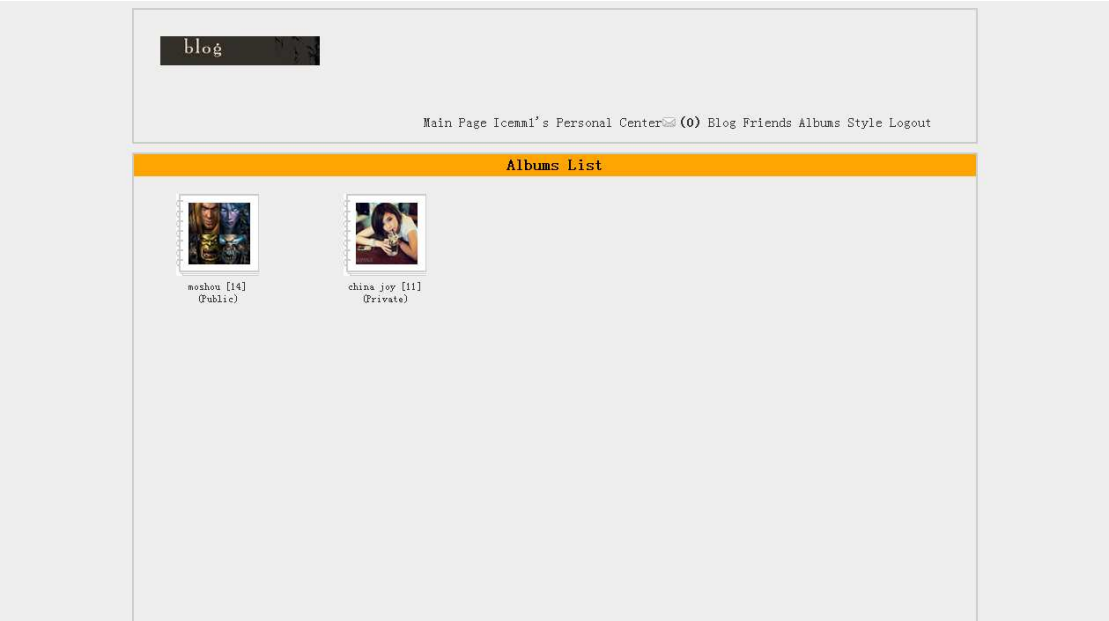 blog
Main Page Icemm1's Personal Center (0) Blog Friends Albums Style Logout
Albums List
moshou [14]
(Public)
china joy [11]
(Private)